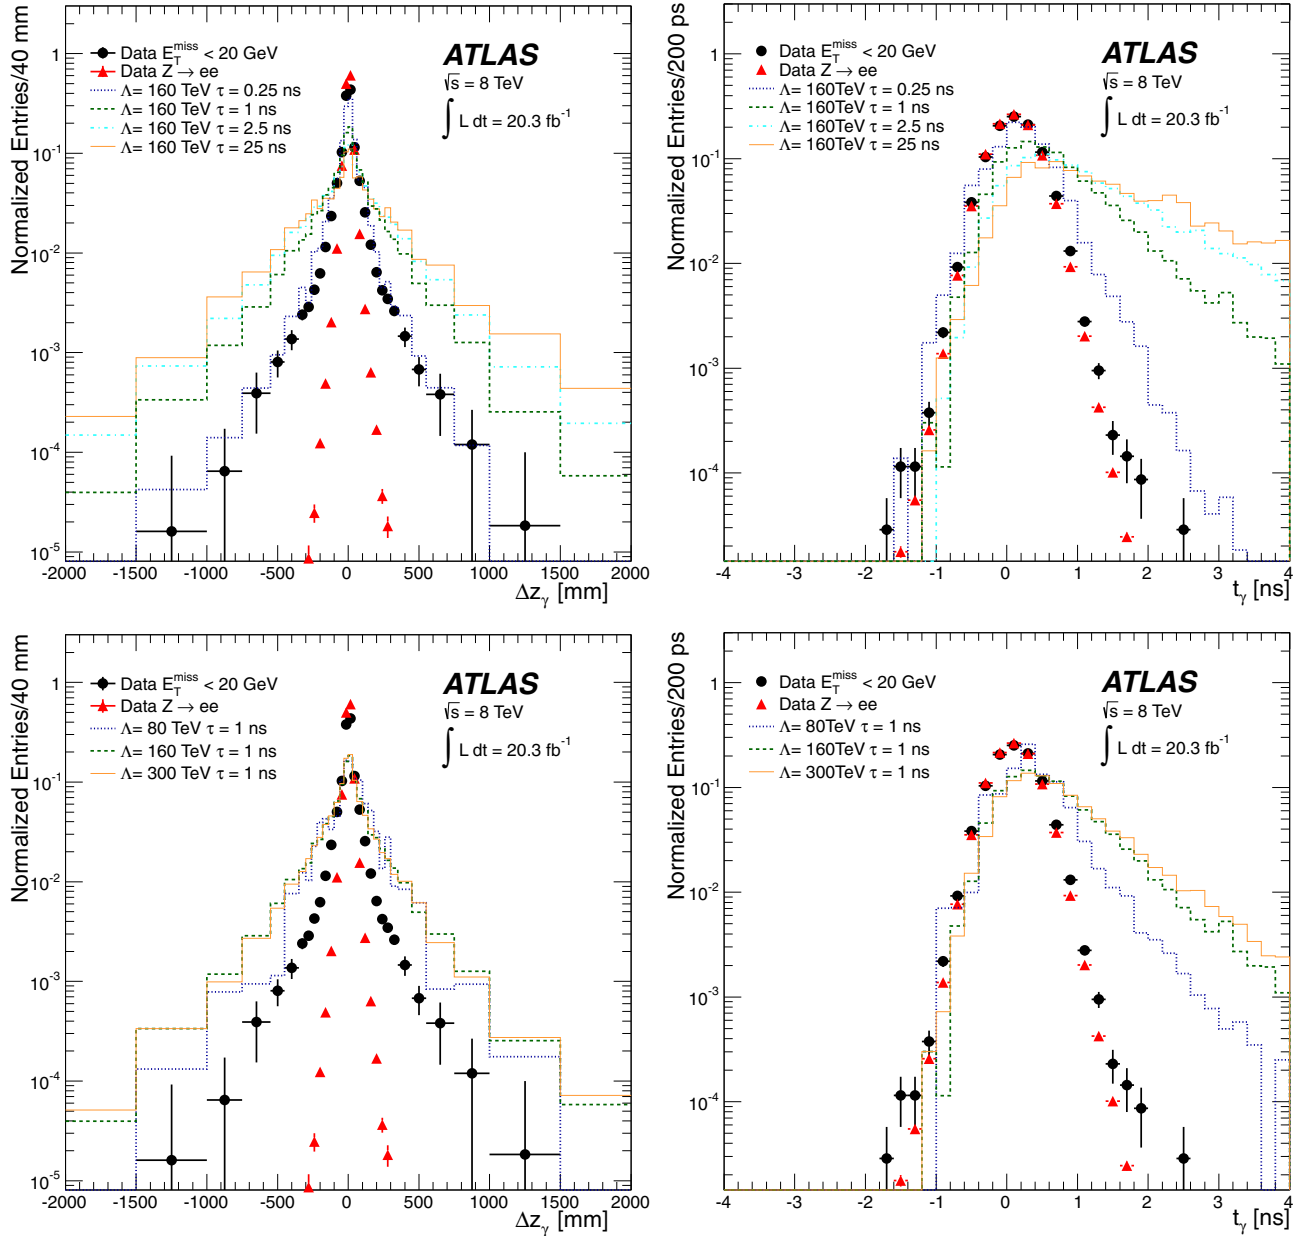 Normalized Entries/40 mm
1
10⁻¹
10⁻²
10⁻³
10⁻⁴
10⁻⁵
Data E_T^miss < 20 GeV
Data Z → ee
Λ= 160 TeV τ = 0.25 ns
Λ= 160 TeV τ = 1 ns
Λ= 160 TeV τ = 2.5 ns
Λ= 160 TeV τ = 25 ns
ATLAS
√s = 8 TeV
∫ L dt = 20.3 fb⁻¹
-2000 -1500 -1000 -500 0 500 1000 1500 2000
Δz_γ [mm]
Normalized Entries/200 ps
1
10⁻¹
10⁻²
10⁻³
10⁻⁴
Data E_T^miss < 20 GeV
Data Z → ee
Λ= 160TeV τ = 0.25 ns
Λ= 160TeV τ = 1 ns
Λ= 160TeV τ = 2.5 ns
Λ= 160TeV τ = 25 ns
ATLAS
√s = 8 TeV
∫ L dt = 20.3 fb⁻¹
-4 -3 -2 -1 0 1 2 3 4
t_γ [ns]
Normalized Entries/40 mm
1
10⁻¹
10⁻²
10⁻³
10⁻⁴
10⁻⁵
Data E_T^miss < 20 GeV
Data Z → ee
Λ= 80 TeV τ = 1 ns
Λ= 160 TeV τ = 1 ns
Λ= 300 TeV τ = 1 ns
ATLAS
√s = 8 TeV
∫ L dt = 20.3 fb⁻¹
-2000 -1500 -1000 -500 0 500 1000 1500 2000
Δz_γ [mm]
Normalized Entries/200 ps
1
10⁻¹
10⁻²
10⁻³
10⁻⁴
Data E_T^miss < 20 GeV
Data Z → ee
Λ= 80TeV τ = 1 ns
Λ= 160TeV τ = 1 ns
Λ= 300TeV τ = 1 ns
ATLAS
√s = 8 TeV
∫ L dt = 20.3 fb⁻¹
-4 -3 -2 -1 0 1 2 3 4
t_γ [ns]